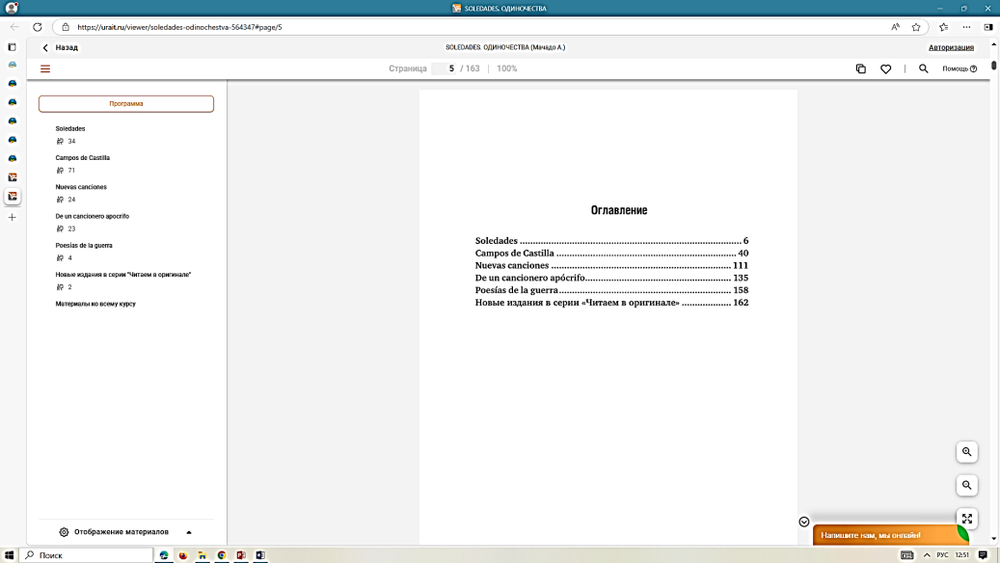 SOLEDADES. ОДИНОЧЕСТВА
https://urait.ru/viewer/soledades-odinochestva-564347#page/5
Назад
SOLEDADES. ОДИНОЧЕСТВА (Мачадо А.)
Авторизация
Страница 5 / 163 | 100%
Помощь
Программа
Soledades
34
Campos de Castilla
71
Nuevas canciones
24
De un cancionero apocrifo
23
Poesias de la guerra
4
Новые издания в серии "Читаем в оригинале"
2
Материалы ко всему курсу
Оглавление
Soledades ........ 6
Campos de Castilla ........ 40
Nuevas canciones ........ 111
De un cancionero apócrifo........ 135
Poesías de la guerra........ 158
Новые издания в серии «Читаем в оригинале» ........ 162
Отображение материалов
Напишите нам, мы онлайн!
Поиск
РУС 12:51